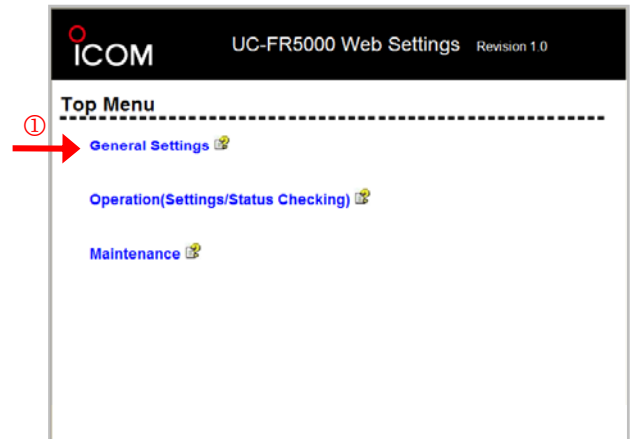 ICOM UC-FR5000 Web Settings Revision 1.0
Top Menu
①
General Settings
Operation(Settings/Status Checking)
Maintenance